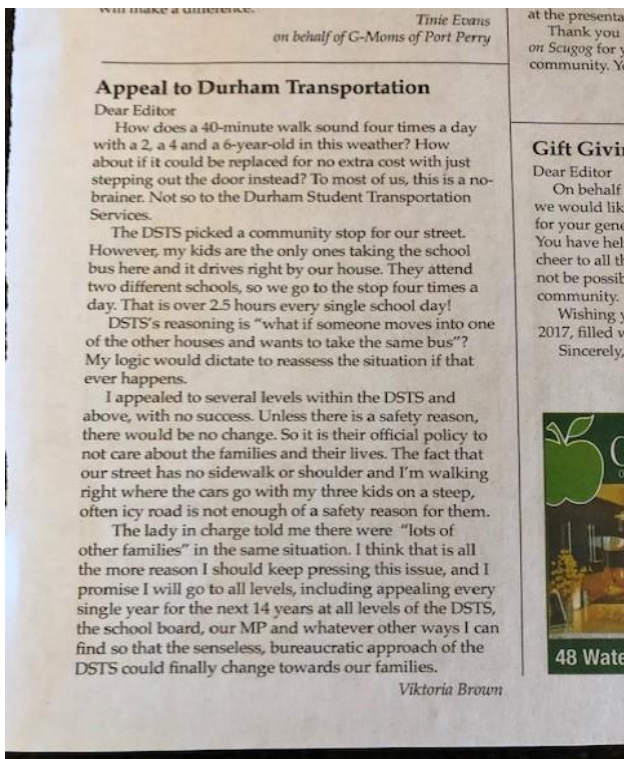 will make a difference.
Tinie Evans
on behalf of G-Moms of Port Perry
Appeal to Durham Transportation
Dear Editor
How does a 40-minute walk sound four times a day
with a 2, a 4 and a 6-year-old in this weather? How
about if it could be replaced for no extra cost with just
stepping out the door instead? To most of us, this is a no-
brainer. Not so to the Durham Student Transportation
Services.
The DSTS picked a community stop for our street.
However, my kids are the only ones taking the school
bus here and it drives right by our house. They attend
two different schools, so we go to the stop four times a
day. That is over 2.5 hours every single school day!
DSTS's reasoning is "what if someone moves into one
of the other houses and wants to take the same bus"?
My logic would dictate to reassess the situation if that
ever happens.
I appealed to several levels within the DSTS and
above, with no success. Unless there is a safety reason,
there would be no change. So it is their official policy to
not care about the families and their lives. The fact that
our street has no sidewalk or shoulder and I'm walking
right where the cars go with my three kids on a steep,
often icy road is not enough of a safety reason for them.
The lady in charge told me there were "lots of
other families" in the same situation. I think that is all
the more reason I should keep pressing this issue, and I
promise I will go to all levels, including appealing every
single year for the next 14 years at all levels of the DSTS,
the school board, our MP and whatever other ways I can
find so that the senseless, bureaucratic approach of the
DSTS could finally change towards our families.
Viktoria Brown
at the
Thank you
on Scugog for
community.
Gift
Dear Editor
On behalf
we would
for your
You have
cheer to all
not be
community.
Wishing
2017, filled
Sincerely,
48